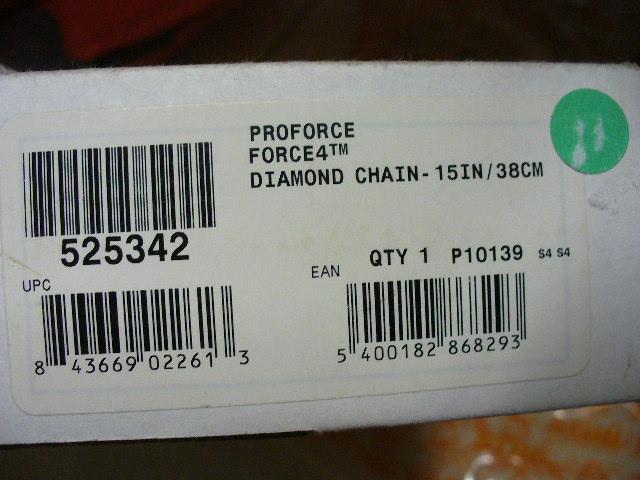 PROFORCE
FORCE4™
DIAMOND CHAIN-15IN/38CM
525342
QTY 1 P10139 S4 S4
UPC
EAN
8 43669 02261 3
5 400182 868293